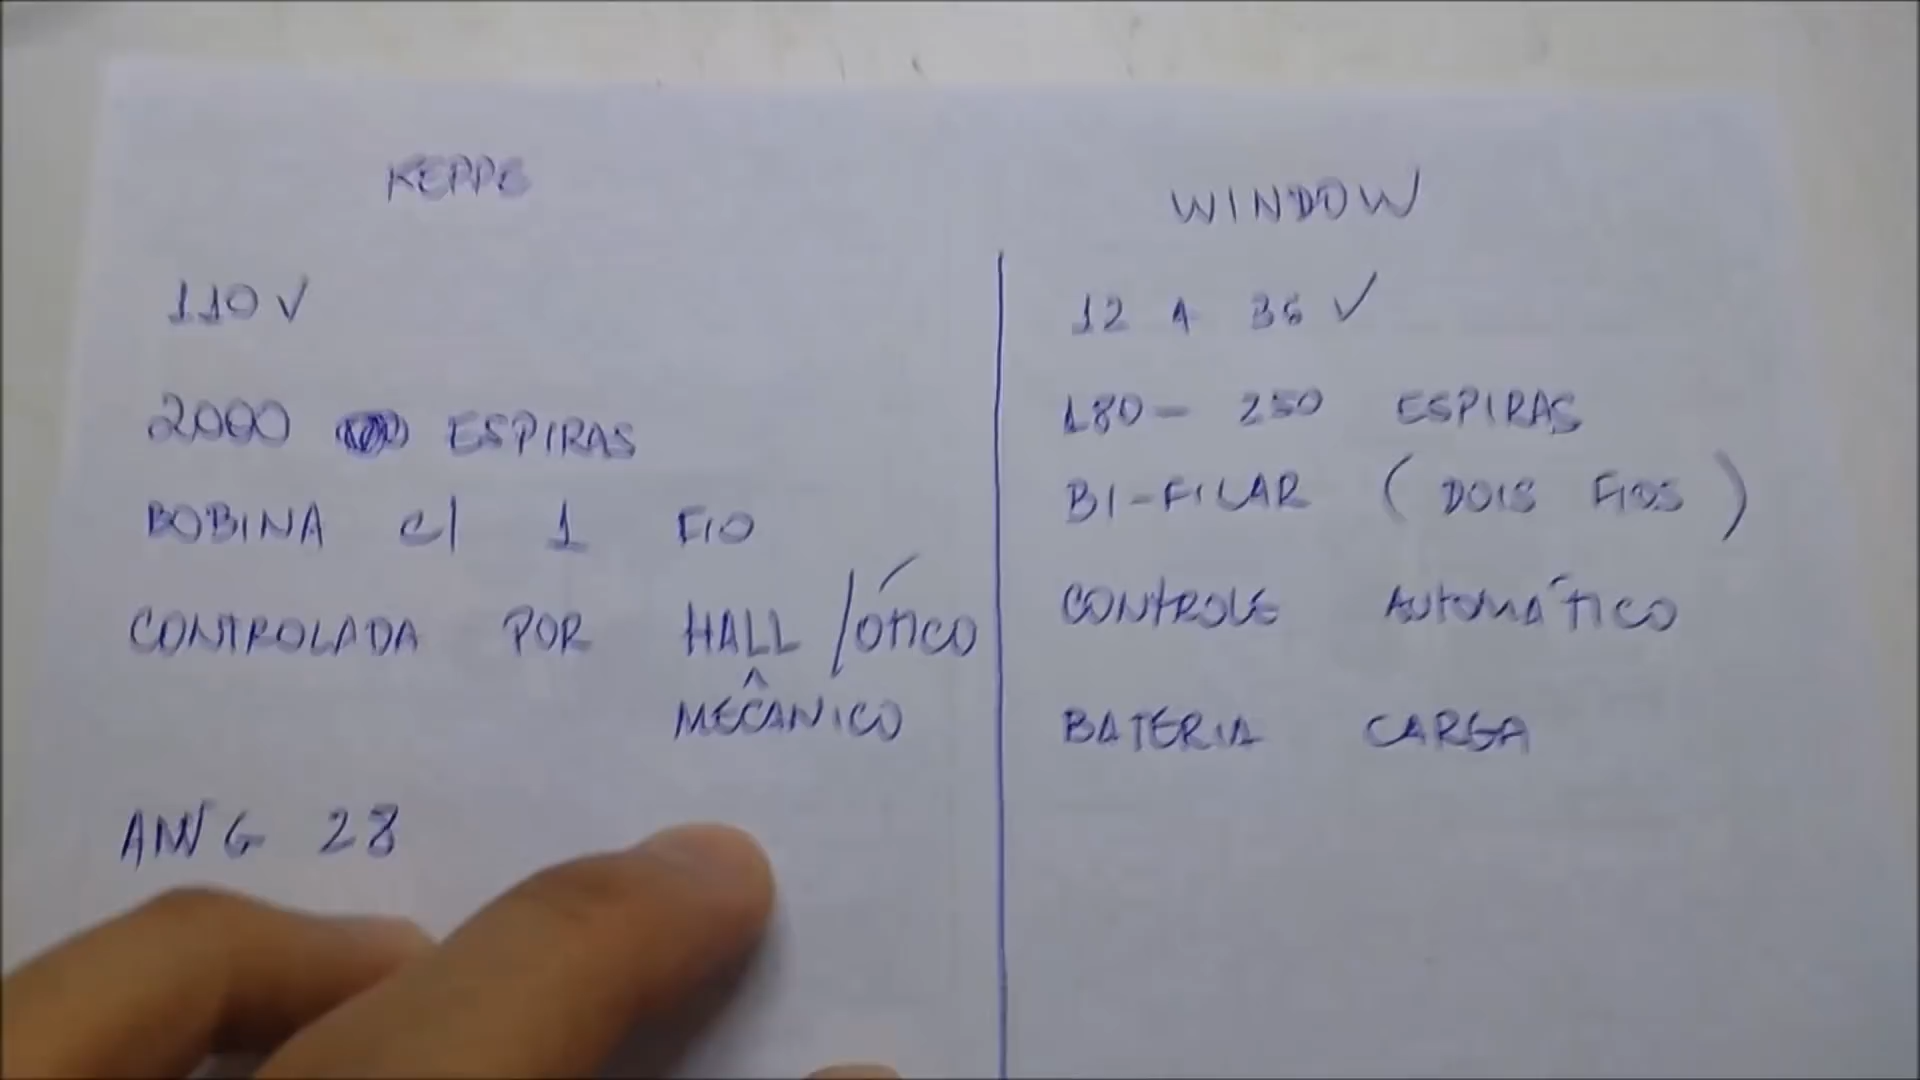 KEPPE
110V
2000 ESPIRAS
BOBINA c/ 1 FIO
CONTROLADA POR HALL / ÓTICO
MECÂNICO
AWG 28
WINDOW
12 A 36 V
180 - 250 ESPIRAS
BI-FILAR ( DOIS FIOS )
CONTROLE AUTOMÁTICO
BATERIA CARGA